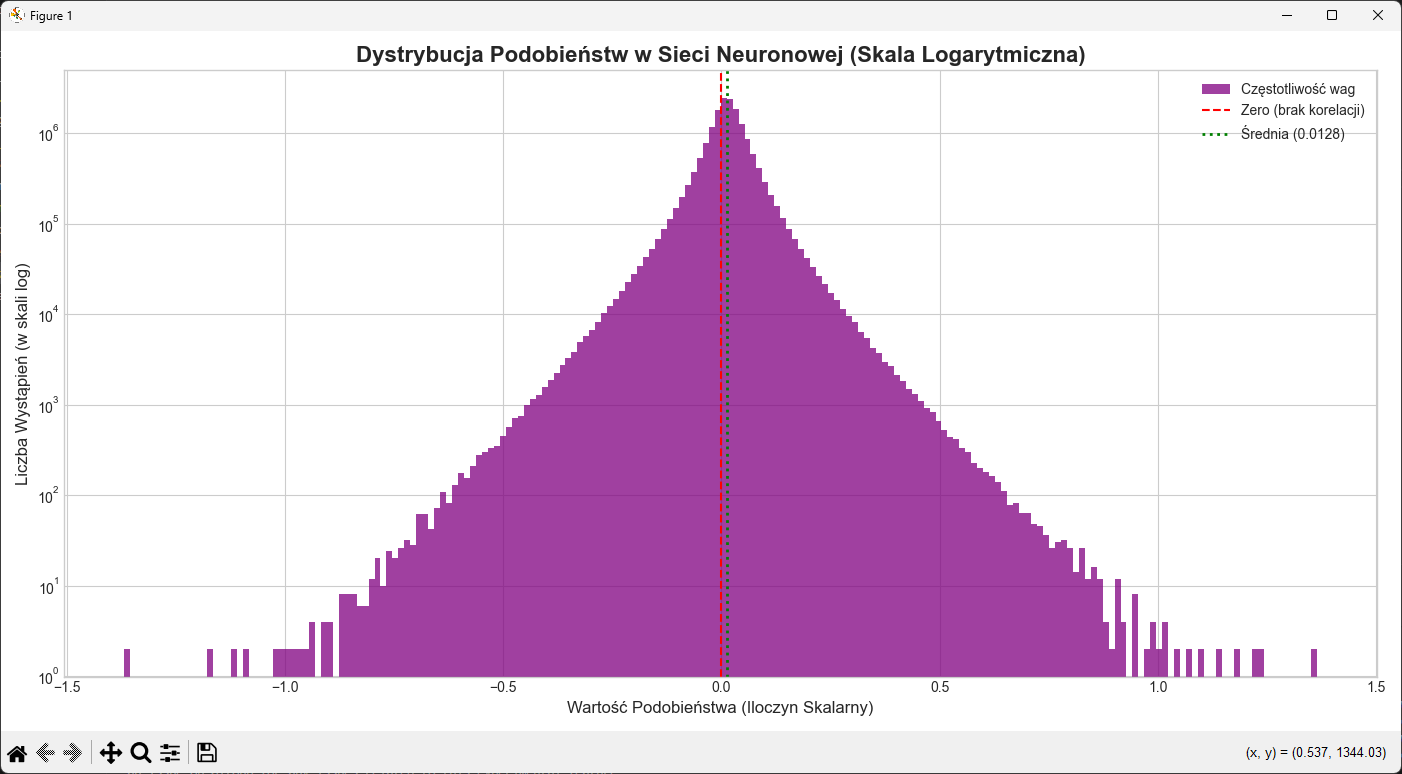 Figure 1
Dystrybucja Podobieństw w Sieci Neuronowej (Skala Logarytmiczna)
Częstotliwość wag
Zero (brak korelacji)
Średnia (0.0128)
Liczba Wystąpień (w skali log)
10⁶
10⁵
10⁴
10³
10²
10¹
10⁰
−1.5 −1.0 −0.5 0.0 0.5 1.0 1.5
Wartość Podobieństwa (Iloczyn Skalarny)
(x, y) = (0.537, 1344.03)